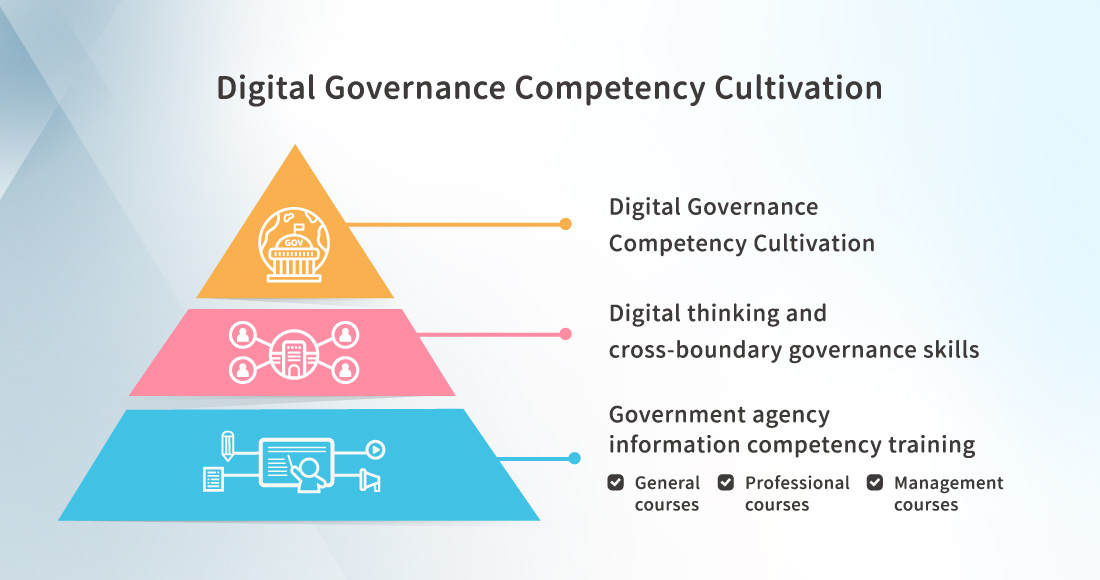 Digital Governance Competency Cultivation
GOV
Digital Governance
Competency Cultivation
Digital thinking and
cross-boundary governance skills
Government agency
information competency training
General
courses
Professional
courses
Management
courses